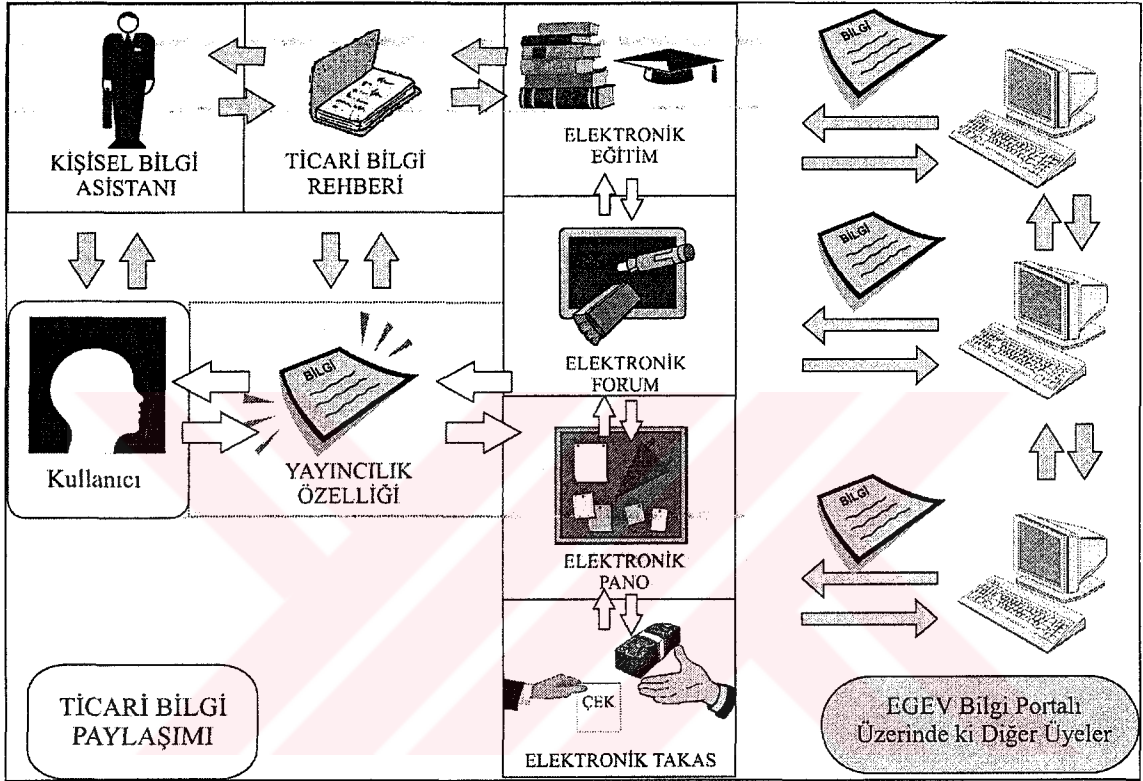 KİŞİSEL BİLGİ
ASİSTANI
TİCARİ BİLGİ
REHBERİ
ELEKTRONİK
EĞİTİM
BİLGİ
BİLGİ
ELEKTRONİK
FORUM
Kullanıcı
BİLGİ
YAYINCILIK
ÖZELLİĞİ
ELEKTRONİK
PANO
BİLGİ
ÇEK
ELEKTRONİK TAKAS
TİCARİ BİLGİ
PAYLAŞIMI
EGEV Bilgi Portalı
Üzerinde ki Diğer Üyeler